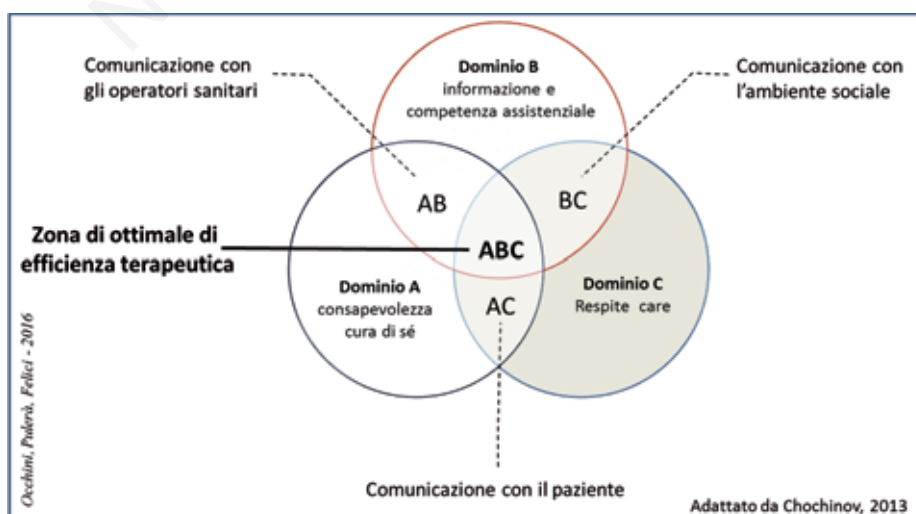 Comunicazione con
gli operatori sanitari
Dominio B
informazione e
competenza assistenziale
Comunicazione con
l'ambiente sociale
AB
BC
Zona di ottimale di
efficienza terapeutica
ABC
Dominio A
consapevolezza
cura di sé
AC
Dominio C
Respite care
Comunicazione con il paziente
Occhini, Pulerà, Felici - 2016
Adattato da Chochinov, 2013